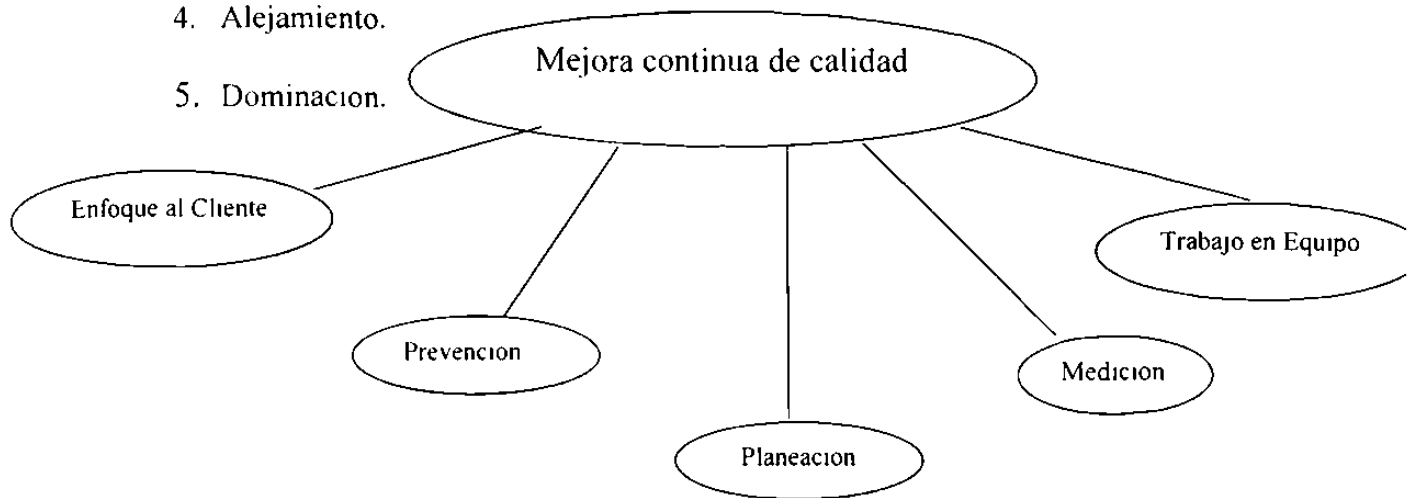 4. Alejamiento.
Mejora continua de calidad
5. Dominacion.
Enfoque al Cliente
Trabajo en Equipo
Prevencion
Medicion
Planeacion